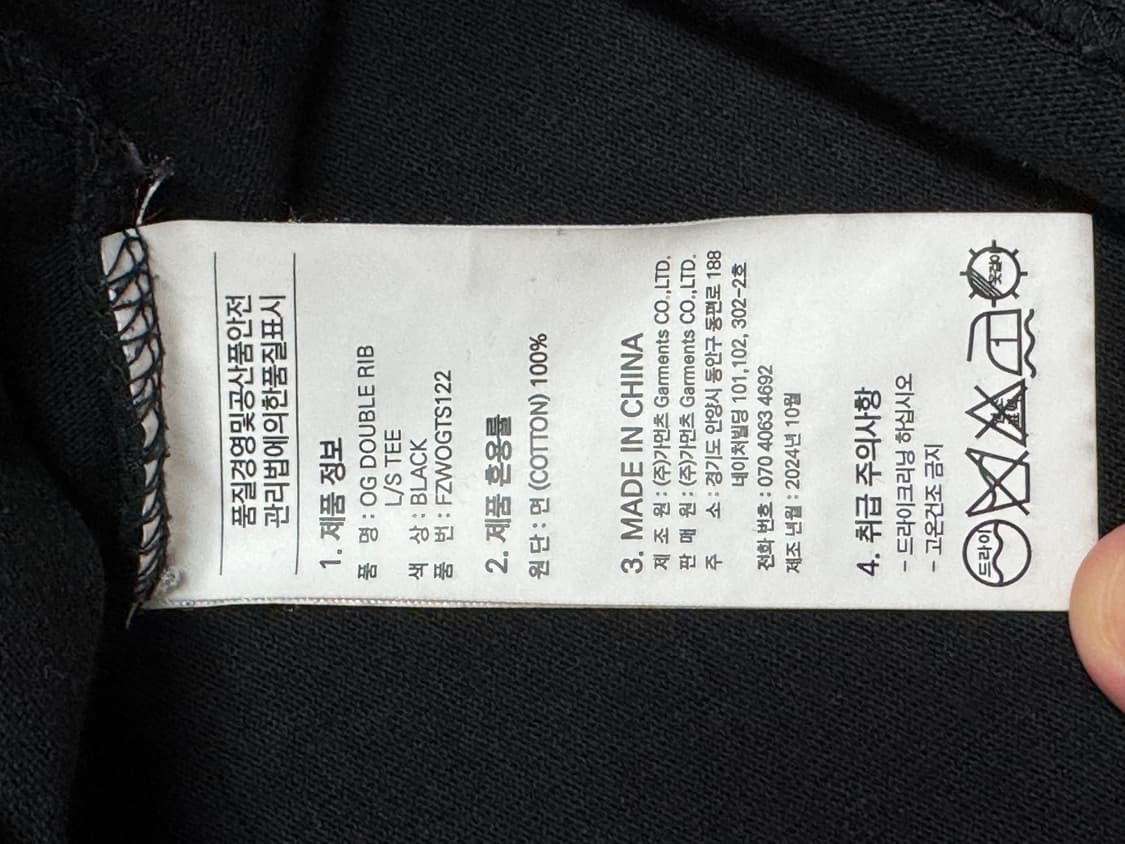 품질경영및공산품안전
관리법에의한품질표시
1. 제품 정보
품 명 : OG DOUBLE RIB
L/S TEE
색 상 : BLACK
품 번 : FZWOGTS122
2. 제품 혼용률
원 단 : 면 (COTTON) 100%
3. MADE IN CHINA
제 조 원 : (주)가먼츠 Garments CO.,LTD.
판 매 원 : (주)가먼츠 Garments CO.,LTD.
주 소 : 경기도 안양시 동안구 동편로 188
네이처빌딩 101,102, 302-2호
전화 번호 : 070 4063 4692
제조 년월 : 2024년 10월
4. 취급 주의사항
- 드라이크리닝 하십시오
- 고온건조 금지
드라이 1 옷걸이